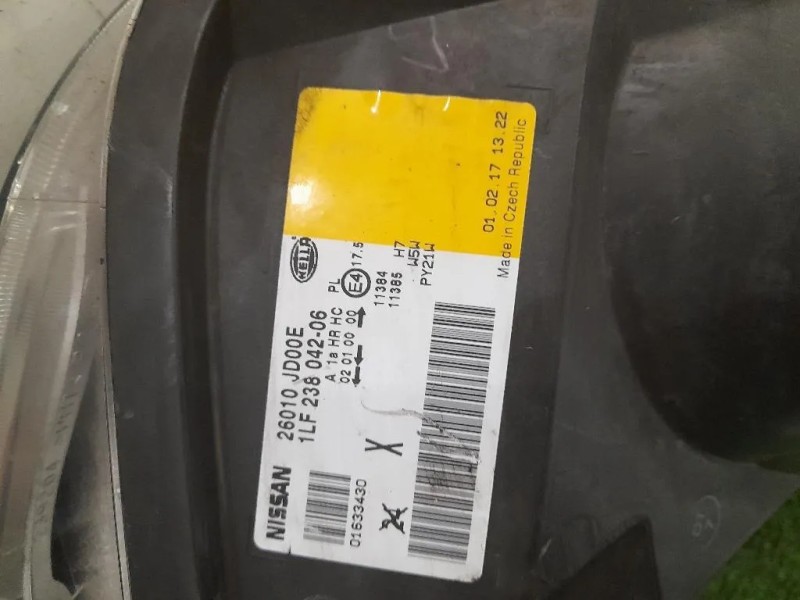 NISSAN
26010 JD00E
1LF 238 042-06
HELLA
A 1a HR HC PL
02 01 00 00
E4 17.5
11384
11385
H7
W5W
PY21W
01633430
X
24
01.02.17 13.22
Made in Czech Republic